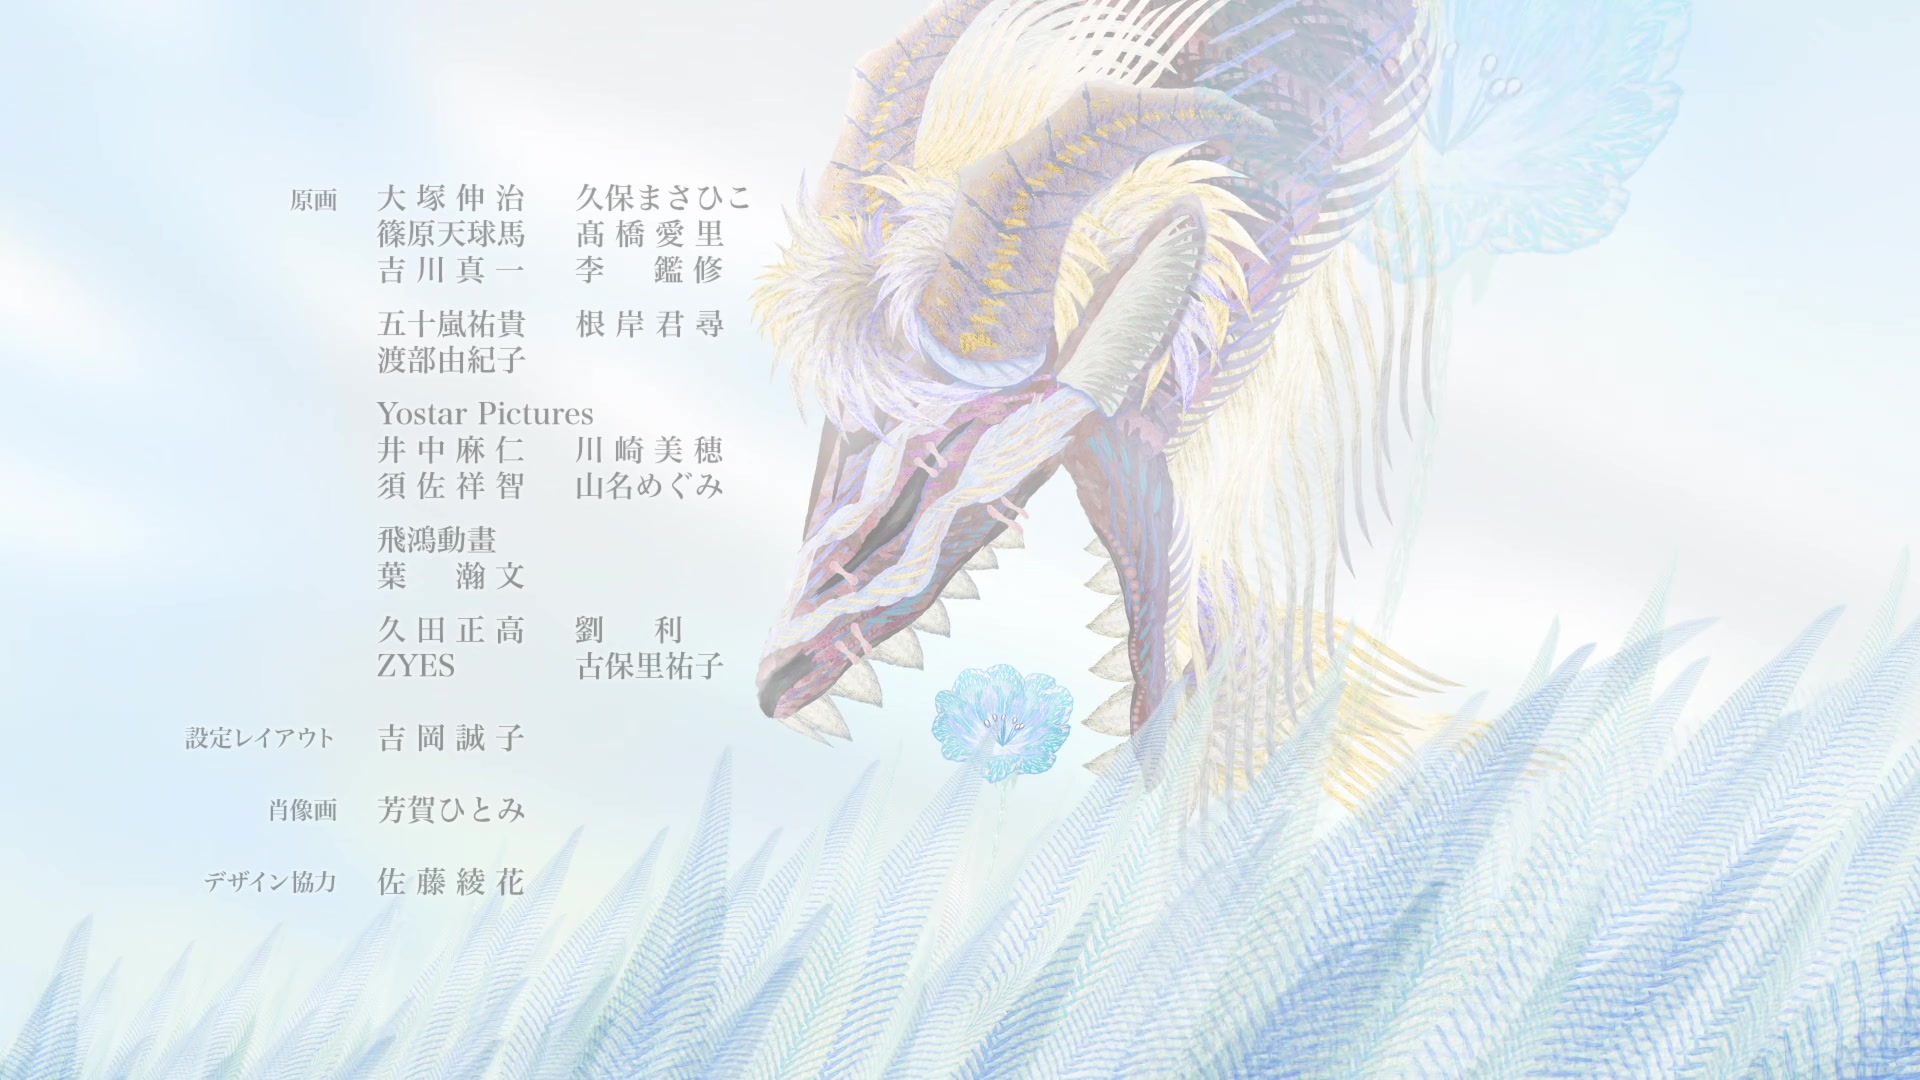 原画 大塚伸治 久保まさひこ
篠原天球馬 髙橋愛里
吉川真一 李鑑修
五十嵐祐貴 根岸君尋
渡部由紀子
Yostar Pictures
井中麻仁 川崎美穂
須佐祥智 山名めぐみ
飛鴻動畫
葉瀚文
久田正高 劉利
ZYES 古保里祐子
設定レイアウト 吉岡誠子
肖像画 芳賀ひとみ
デザイン協力 佐藤綾花